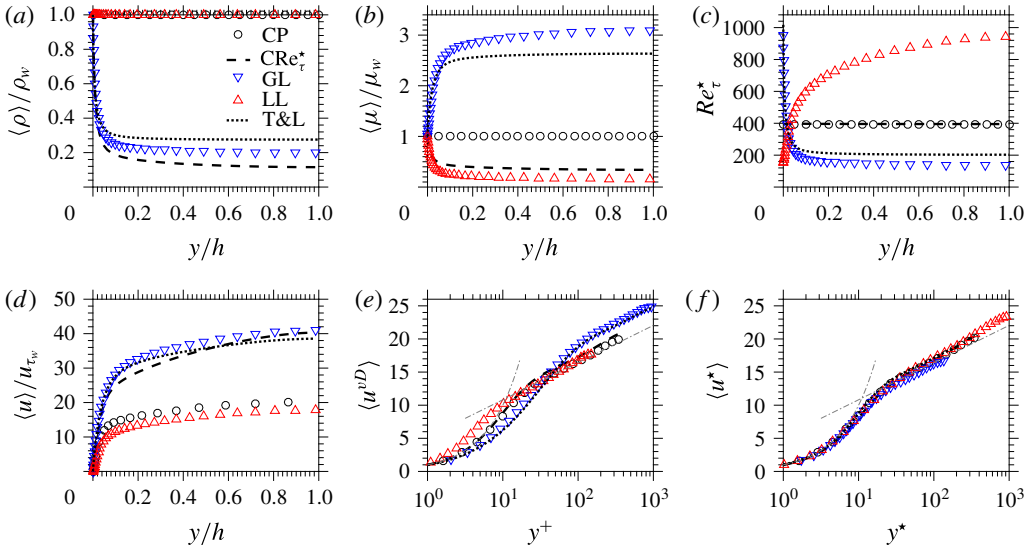 (a)
1.0
0.8
0.6
0.4
0.2
0
0.2
0.4
0.6
0.8
1.0
⟨ρ⟩/ρ_w
y/h
CP
CRe*_τ
GL
LL
T&L
(b)
3
2
1
0
0.2
0.4
0.6
0.8
1.0
⟨μ⟩/μ_w
y/h
(c)
1000
800
600
400
200
0
0.2
0.4
0.6
0.8
1.0
Re*_τ
y/h
(d)
50
40
30
20
10
0
0
0.2
0.4
0.6
0.8
1.0
⟨u⟩/u_{τ_w}
y/h
(e)
25
20
15
10
5
0
10^0
10^1
10^2
10^3
⟨u^{vD}⟩
y^+
(f)
25
20
15
10
5
0
10^0
10^1
10^2
10^3
⟨u^⋆⟩
y^⋆